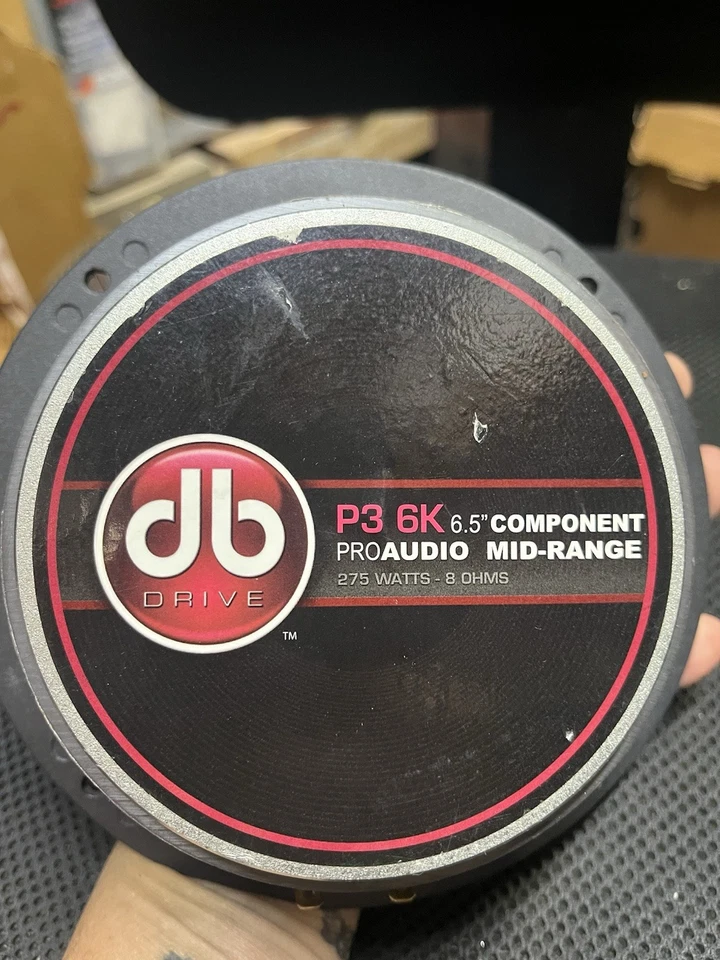 db
DRIVE
™
P3 6K 6.5" COMPONENT
PROAUDIO MID-RANGE
275 WATTS - 8 OHMS